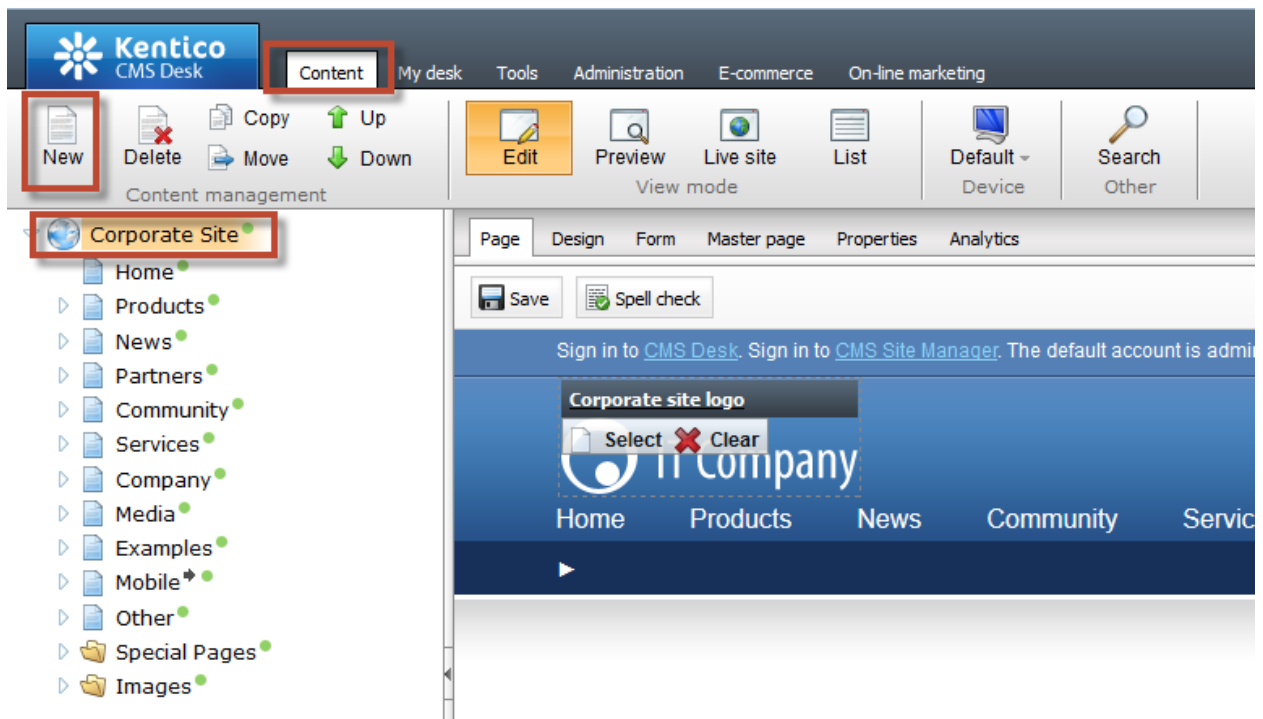 Kentico
CMS Desk
Content My desk Tools Administration E-commerce On-line marketing
New Delete Copy Move Up Down
Content management
Edit Preview Live site List
View mode
Default
Device
Search
Other
Corporate Site
Home
Products
News
Partners
Community
Services
Company
Media
Examples
Mobile
Other
Special Pages
Images
Page Design Form Master page Properties Analytics
Save Spell check
Sign in to CMS Desk. Sign in to CMS Site Manager. The default account is admi
Corporate site logo
Select Clear
IT Company
Home Products News Community Servic